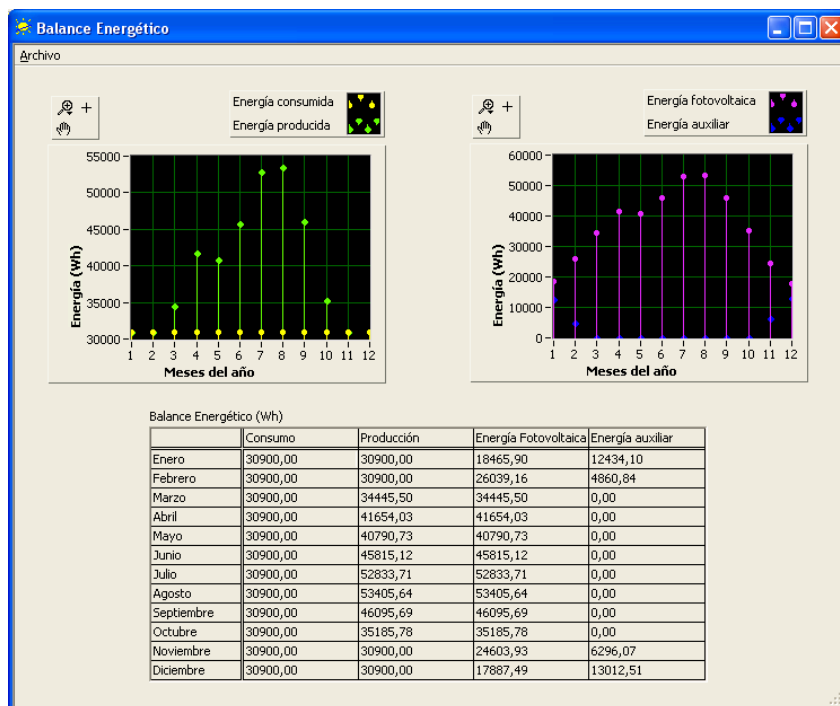 Balance Energético
Archivo
Energía consumida
Energía producida
55000
50000
45000
40000
35000
30000
Energía (Wh)
1 2 3 4 5 6 7 8 9 10 11 12
Meses del año
Energía fotovoltaica
Energía auxiliar
60000
50000
40000
30000
20000
10000
0
Energía (Wh)
1 2 3 4 5 6 7 8 9 10 11 12
Meses del año
Balance Energético (Wh)
Consumo Producción Energía Fotovoltaica Energía auxiliar
Enero 30900,00 30900,00 18465,90 12434,10
Febrero 30900,00 30900,00 26039,16 4860,84
Marzo 30900,00 34445,50 34445,50 0,00
Abril 30900,00 41654,03 41654,03 0,00
Mayo 30900,00 40790,73 40790,73 0,00
Junio 30900,00 45815,12 45815,12 0,00
Julio 30900,00 52833,71 52833,71 0,00
Agosto 30900,00 53405,64 53405,64 0,00
Septiembre 30900,00 46095,69 46095,69 0,00
Octubre 30900,00 35185,78 35185,78 0,00
Noviembre 30900,00 30900,00 24603,93 6296,07
Diciembre 30900,00 30900,00 17887,49 13012,51